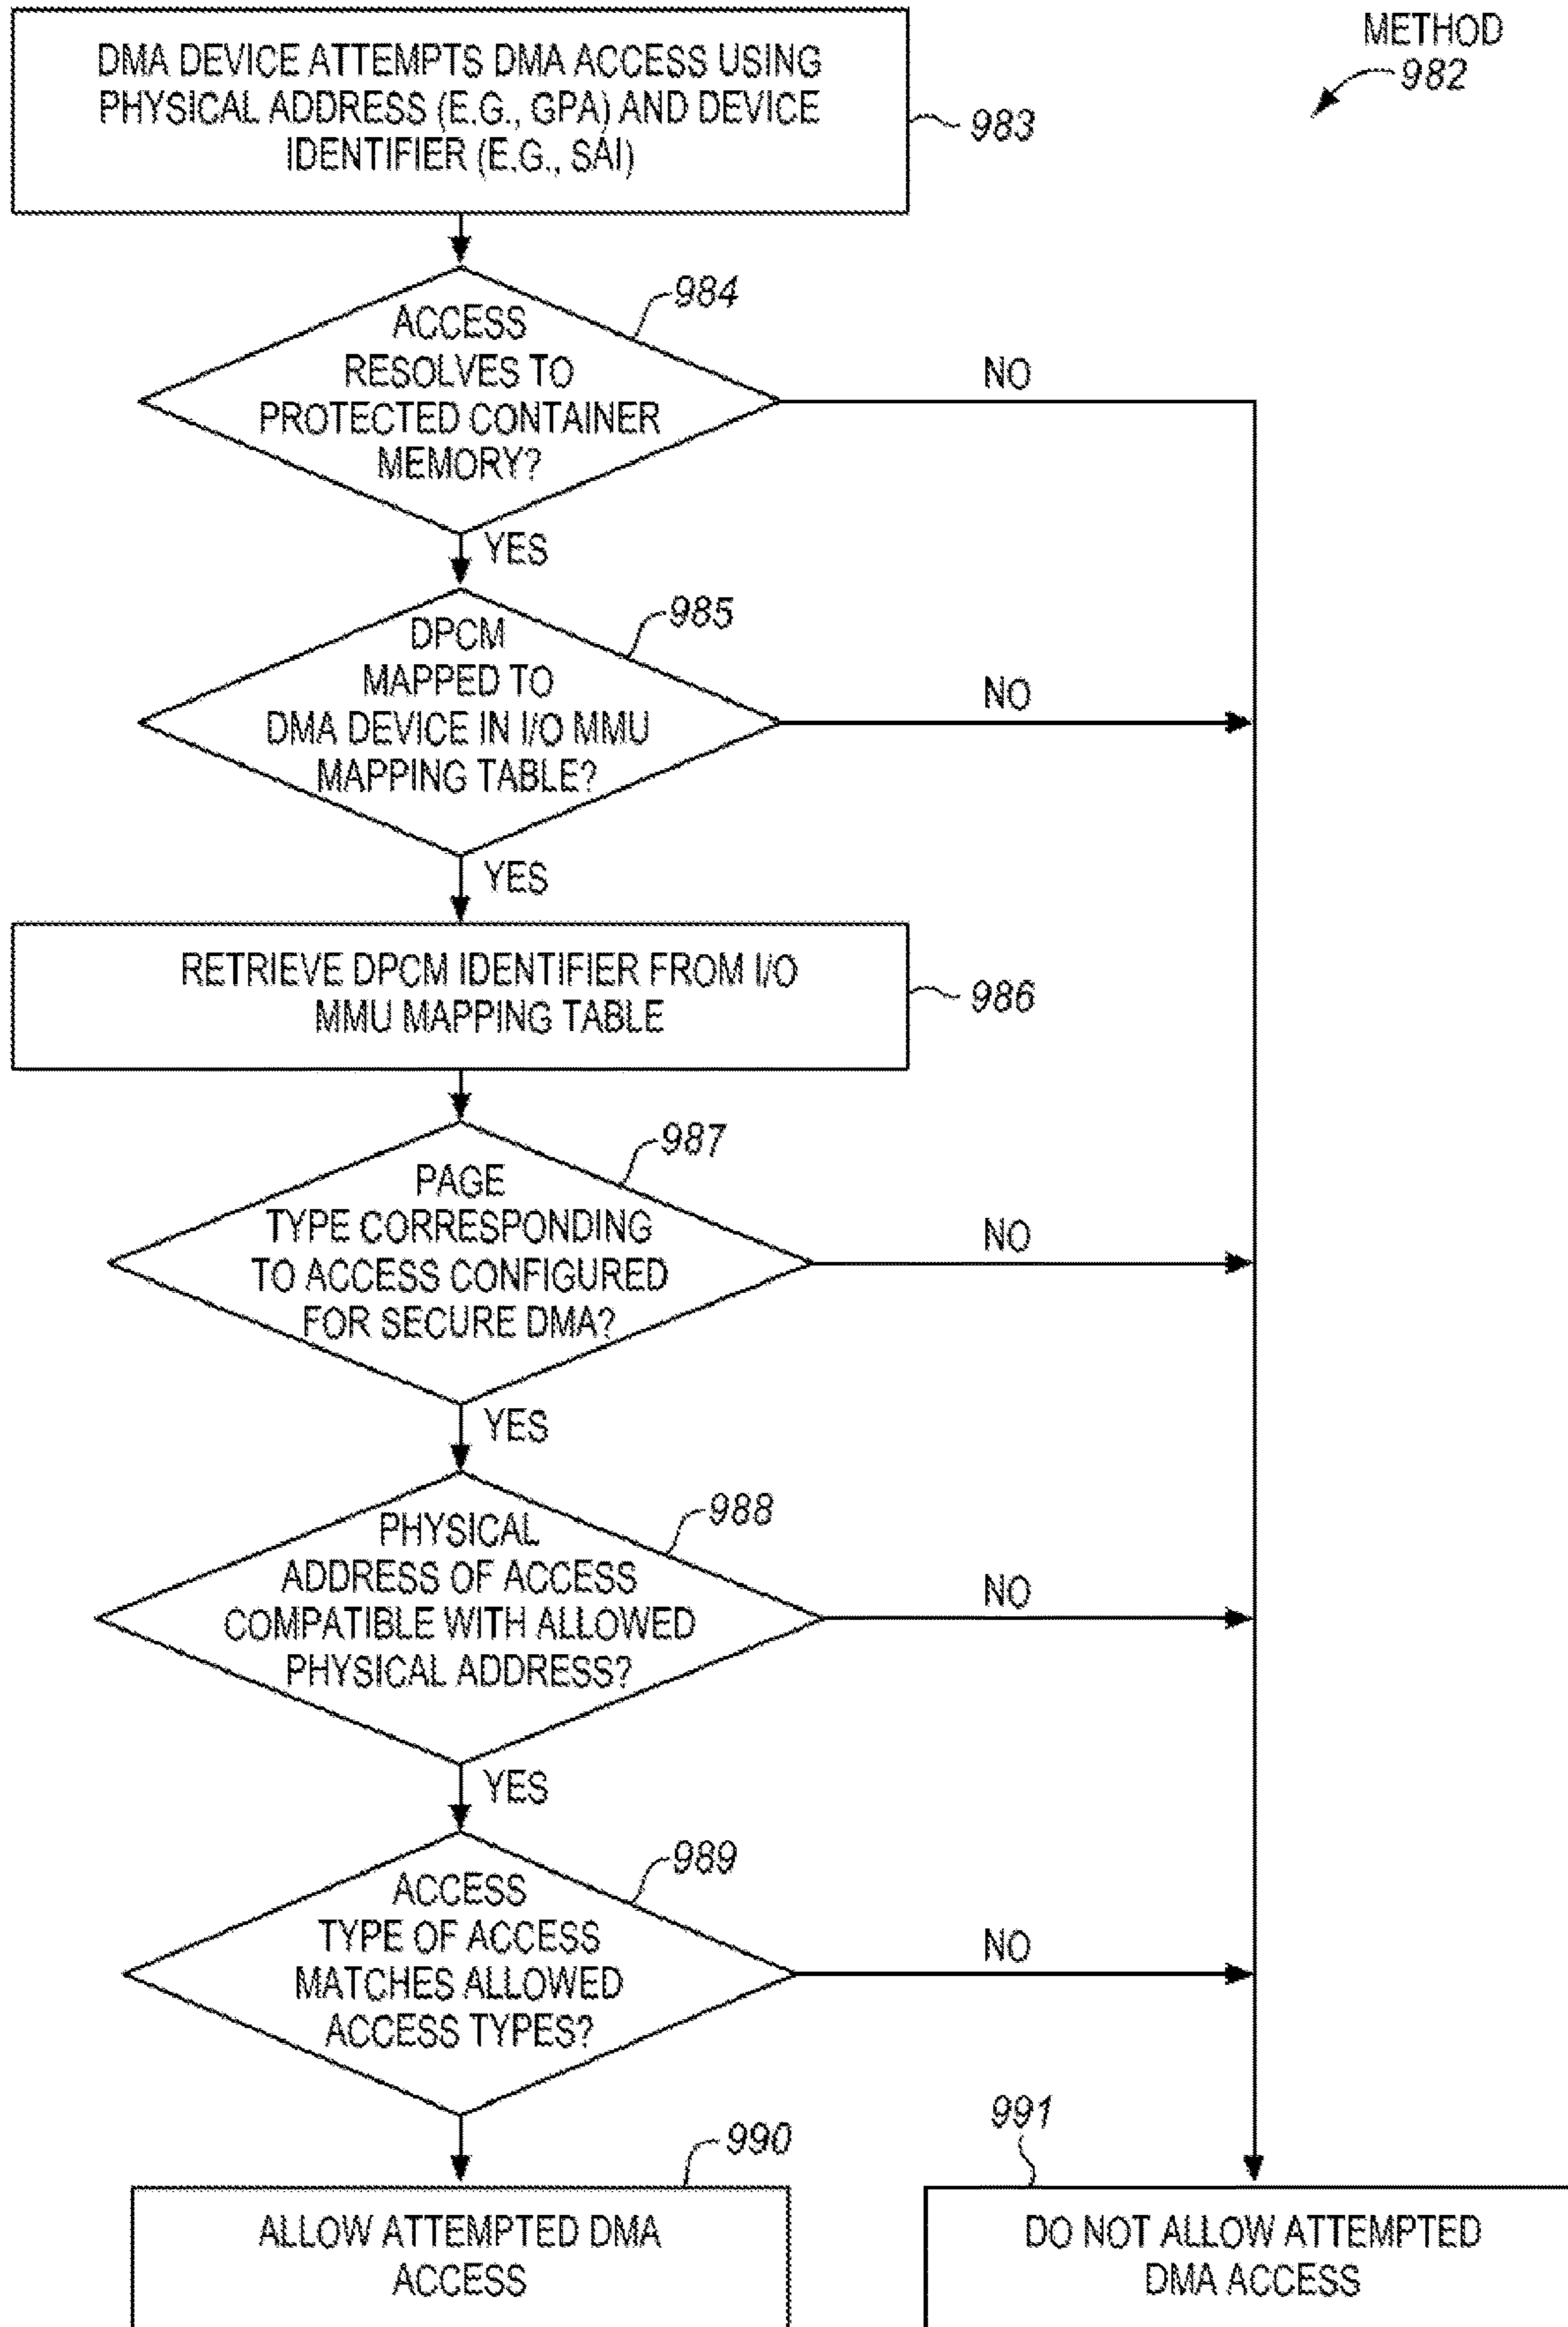 METHOD
982
DMA DEVICE ATTEMPTS DMA ACCESS USING
PHYSICAL ADDRESS (E.G., GPA) AND DEVICE
IDENTIFIER (E.G., SAI)
983
984
ACCESS
RESOLVES TO
PROTECTED CONTAINER
MEMORY?
NO
YES
985
DPCM
MAPPED TO
DMA DEVICE IN I/O MMU
MAPPING TABLE?
NO
YES
RETRIEVE DPCM IDENTIFIER FROM I/O
MMU MAPPING TABLE
986
987
PAGE
TYPE CORRESPONDING
TO ACCESS CONFIGURED
FOR SECURE DMA?
NO
YES
988
PHYSICAL
ADDRESS OF ACCESS
COMPATIBLE WITH ALLOWED
PHYSICAL ADDRESS?
NO
YES
989
ACCESS
TYPE OF ACCESS
MATCHES ALLOWED
ACCESS TYPES?
NO
990
ALLOW ATTEMPTED DMA
ACCESS
991
DO NOT ALLOW ATTEMPTED
DMA ACCESS